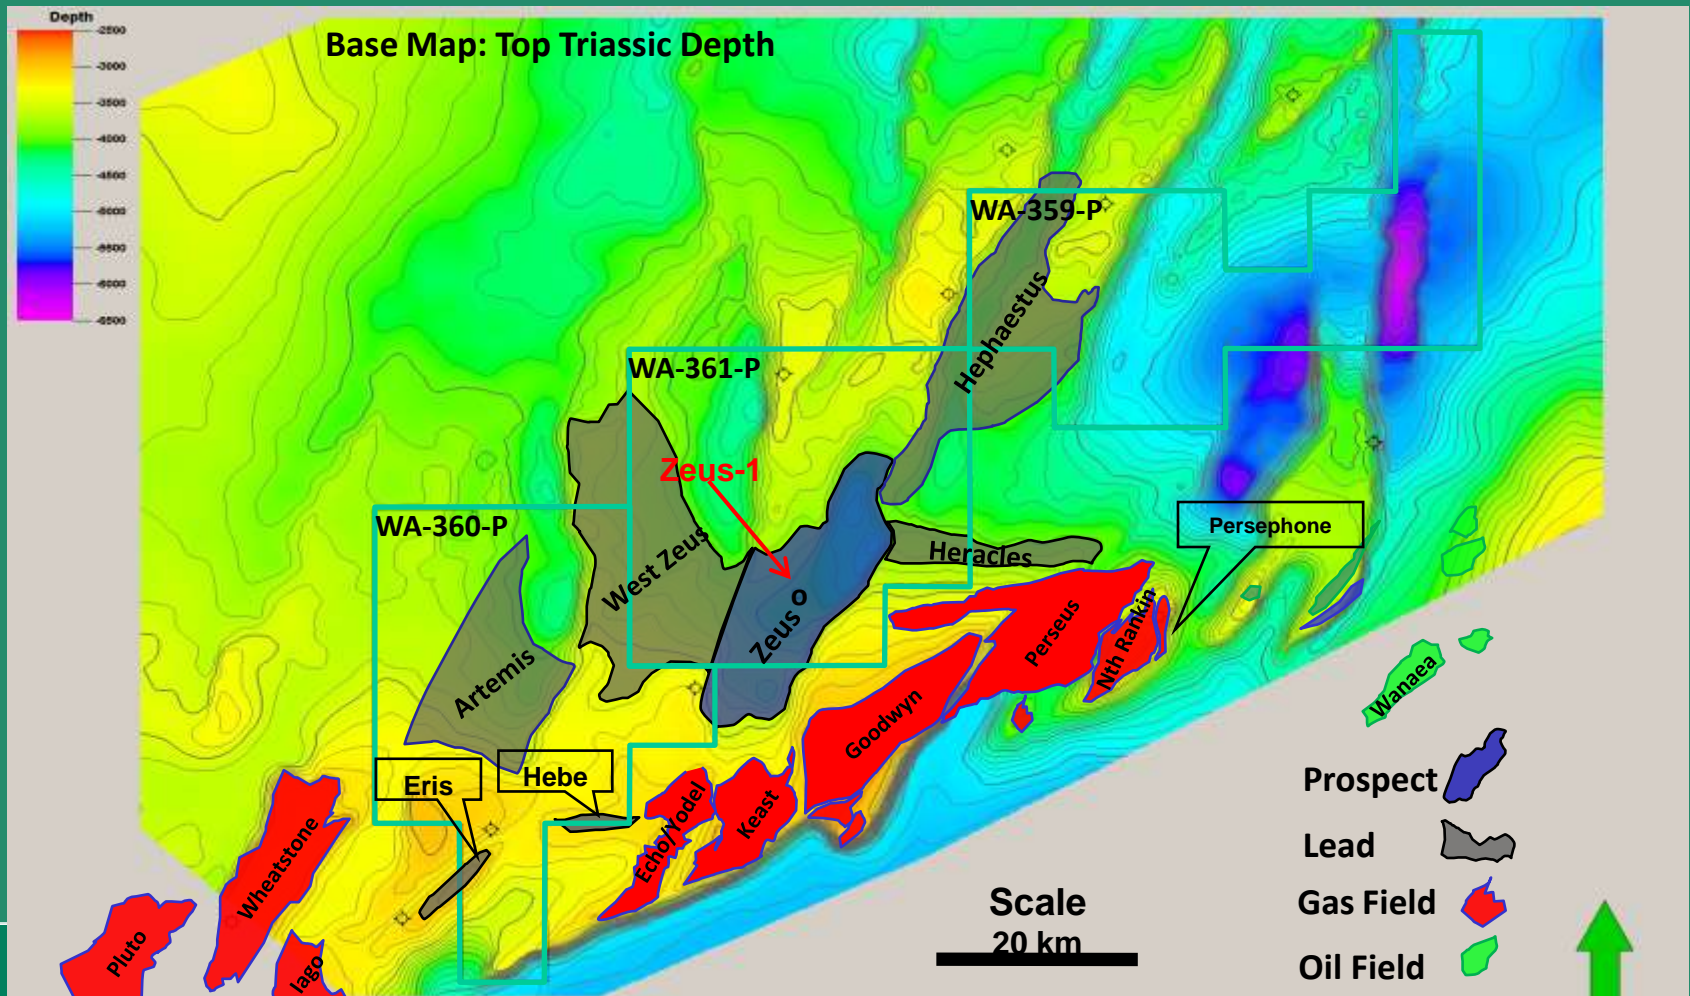 Depth
Base Map: Top Triassic Depth
-2500
-3000
-3500
-4000
-4500
-5000
-5500
-6000
-6500
WA-359-P
Hephaestus
WA-361-P
Zeus-1
WA-360-P
West Zeus
Zeus
Heracles
Persephone
Artemis
Perseus
Nth Rankin
Goodwyn
Wanaea
Eris
Hebe
Echo/Yodel
Keast
Wheatstone
Pluto
Iago
Prospect
Lead
Gas Field
Oil Field
Scale
20 km